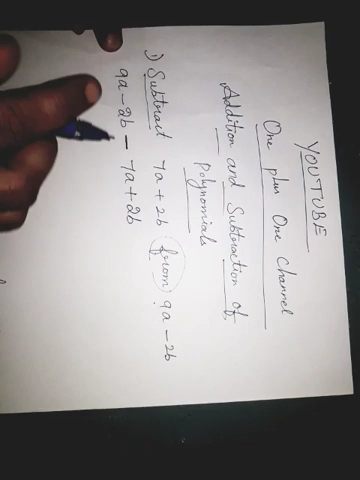 YOUTUBE
One plus One Channel
Addition and Subtraction of
Polynomials
1) Subtract 7a + 2b from 9a - 2b
9a - 2b - 7a + 2b